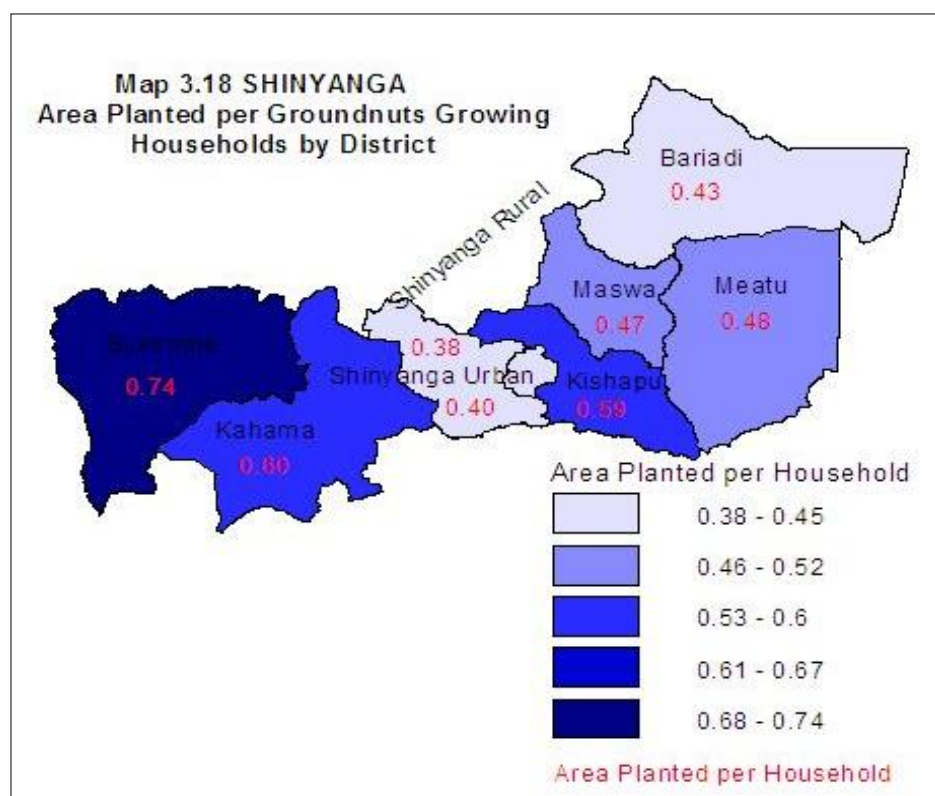 Map 3.18 SHINYANGA
Area Planted per Groundnuts Growing
Households by District
Bariadi
0.43
Shinyanga Rural
Maswa
0.47
Meatu
0.48
0.38
Shinyanga Urban
0.40
Kishapu
0.59
0.74
Kahama
0.60
Area Planted per Household
0.38 - 0.45
0.46 - 0.52
0.53 - 0.6
0.61 - 0.67
0.68 - 0.74
Area Planted per Household